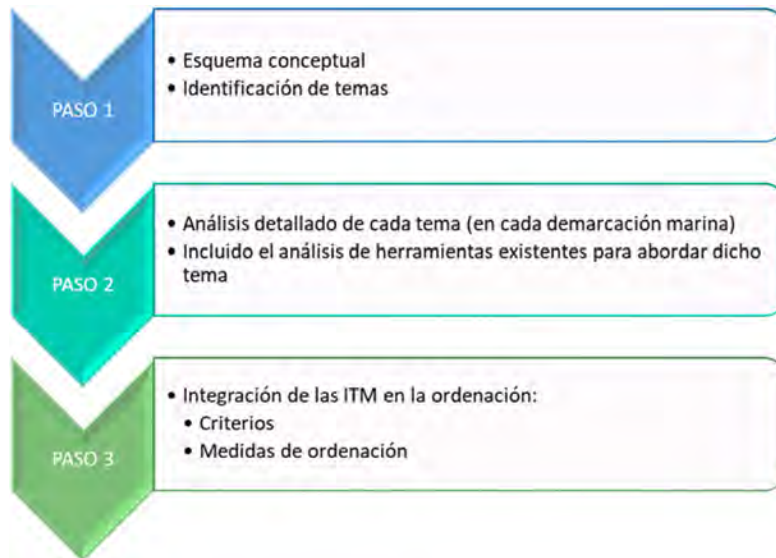 PASO 1
• Esquema conceptual
• Identificación de temas
PASO 2
• Análisis detallado de cada tema (en cada demarcación marina)
• Incluido el análisis de herramientas existentes para abordar dicho
tema
PASO 3
• Integración de las ITM en la ordenación:
• Criterios
• Medidas de ordenación